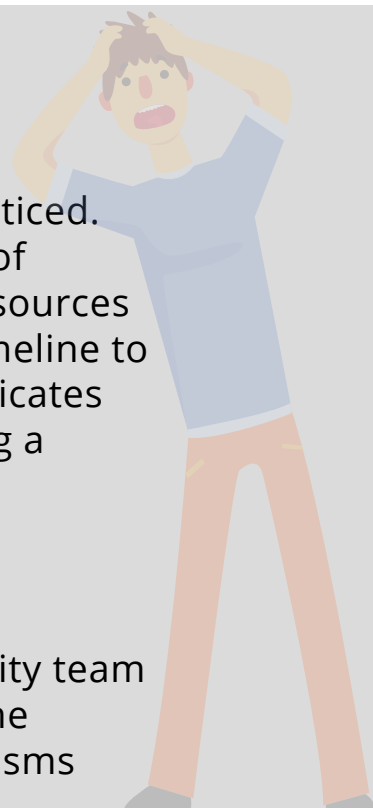 ticed.
of
sources
neline to
icates
g a
ity team
ne
sms